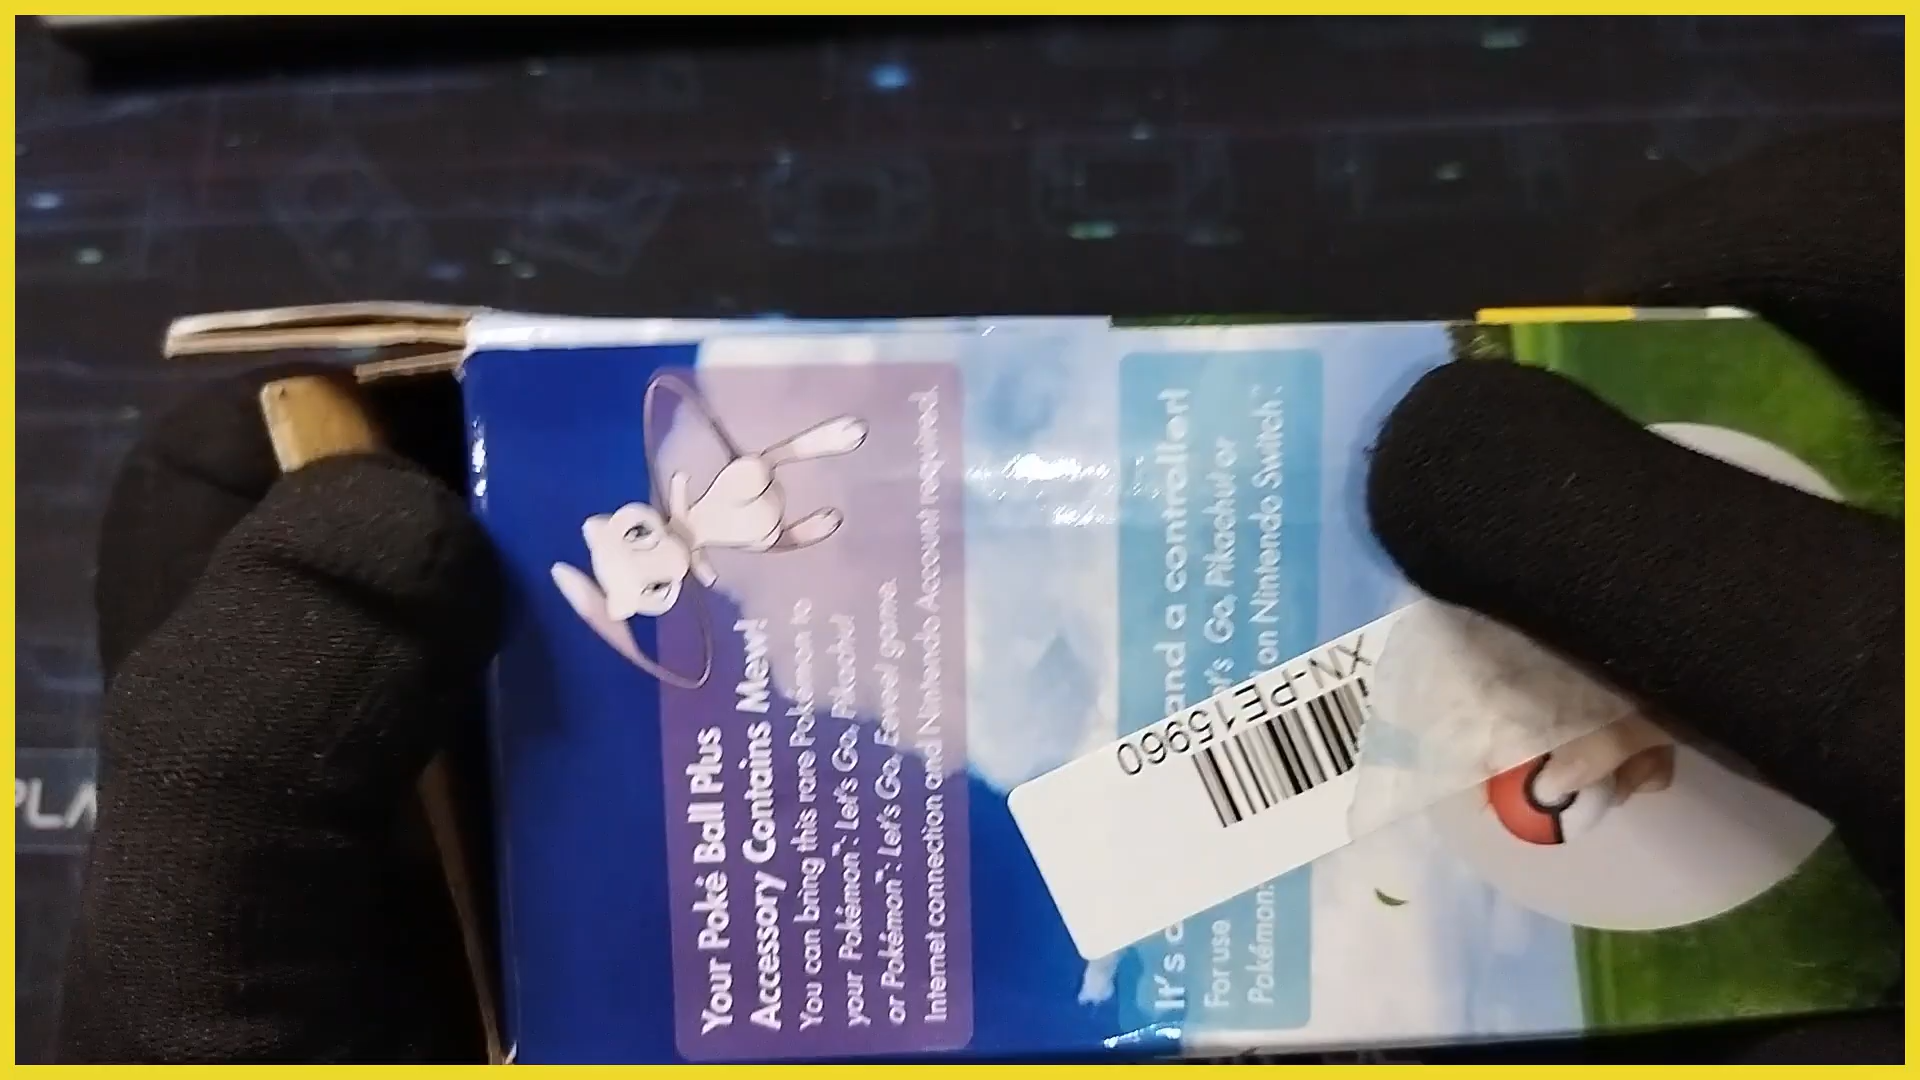 Your Poké Ball Plus
Accessory Contains Mew!
You can bring this rare Pokémon to
your Pokémon™: Let's Go, Pikachu!
or Pokémon™: Let's Go, Eevee! game.
Internet connection and Nintendo Account required.
It's and a controller!
For use Go, Pikachu! or
Pokémon: on Nintendo Switch™.
XN-PE15960
PLA